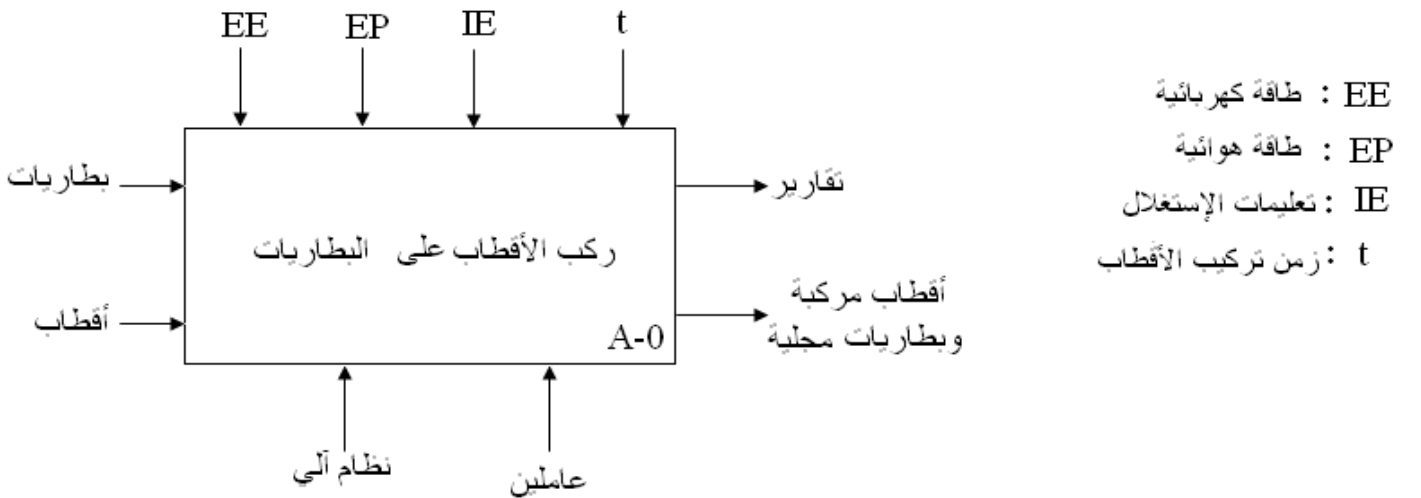 EE EP IE t
بطاريات
أقطاب
ركب الأقطاب على البطاريات
A-0
تقارير
أقطاب مركبة
وبطاريات مجلية
نظام آلي
عاملين
EE : طاقة كهربائية
EP : طاقة هوائية
IE : تعليمات الإستغلال
t : زمن تركيب الأقطاب